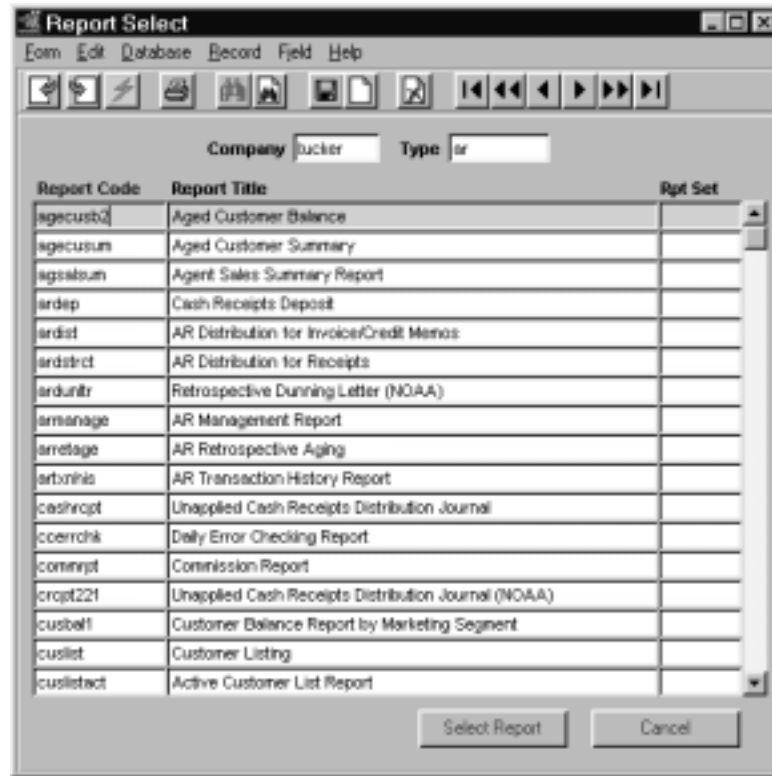 Report Select
Form Edit Database Record Field Help
Company tucker Type ar
Report Code Report Title Rpt Set
agecusb2 Aged Customer Balance
agecusum Aged Customer Summary
agsalsum Agent Sales Summary Report
ardep Cash Receipts Deposit
ardist AR Distribution for Invoice/Credit Memos
ardstrct AR Distribution for Receipts
ardunltr Retrospective Dunning Letter (NOAA)
armanage AR Management Report
arretage AR Retrospective Aging
artxnhis AR Transaction History Report
cashrcpt Unapplied Cash Receipts Distribution Journal
ccerrchk Daily Error Checking Report
commrpt Commission Report
Unapplied Cash Receipts Distribution Journal (NOAA)
cusbal1 Customer Balance Report by Marketing Segment
cuslist Customer Listing
cuslistact Active Customer List Report
Select Report Cancel